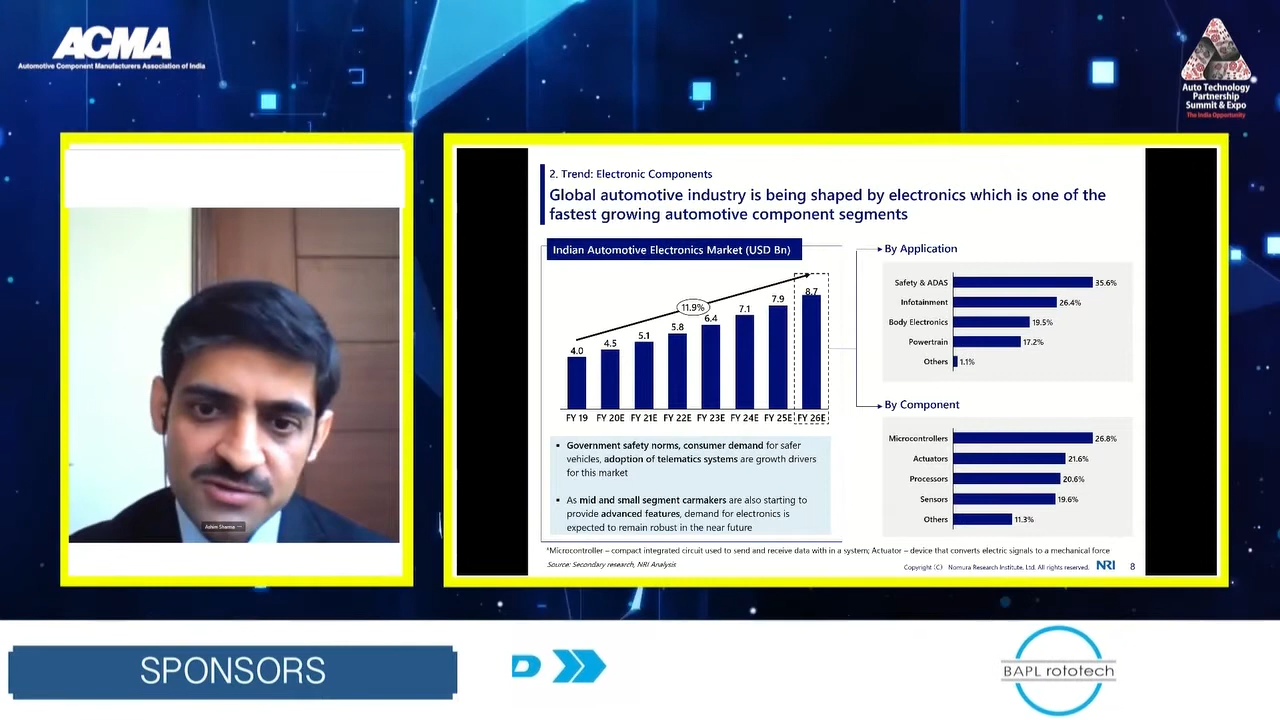 ACMA
Automotive Component Manufacturers Association of India
Auto Technology
Partnership
Summit & Expo
The India Opportunity
Ashim Sharma
2. Trend: Electronic Components
Global automotive industry is being shaped by electronics which is one of the
fastest growing automotive component segments
Indian Automotive Electronics Market (USD Bn)
11.9%
4.0
4.5
5.1
5.8
6.4
7.1
7.9
8.7
FY 19
FY 20E
FY 21E
FY 22E
FY 23E
FY 24E
FY 25E
FY 26E
▪ Government safety norms, consumer demand for safer
vehicles, adoption of telematics systems are growth drivers
for this market
▪ As mid and small segment carmakers are also starting to
provide advanced features, demand for electronics is
expected to remain robust in the near future
By Application
Safety & ADAS 35.6%
Infotainment 26.4%
Body Electronics 19.5%
Powertrain 17.2%
Others 1.1%
By Component
Microcontrollers 26.8%
Actuators 21.6%
Processors 20.6%
Sensors 19.6%
Others 11.3%
*Microcontroller – compact integrated circuit used to send and receive data with in a system; Actuator – device that converts electric signals to a mechanical force
Source: Secondary research, NRI Analysis
Copyright (C) Nomura Research Institute, Ltd. All rights reserved. NRI 8
SPONSORS
D
BAPL rototech